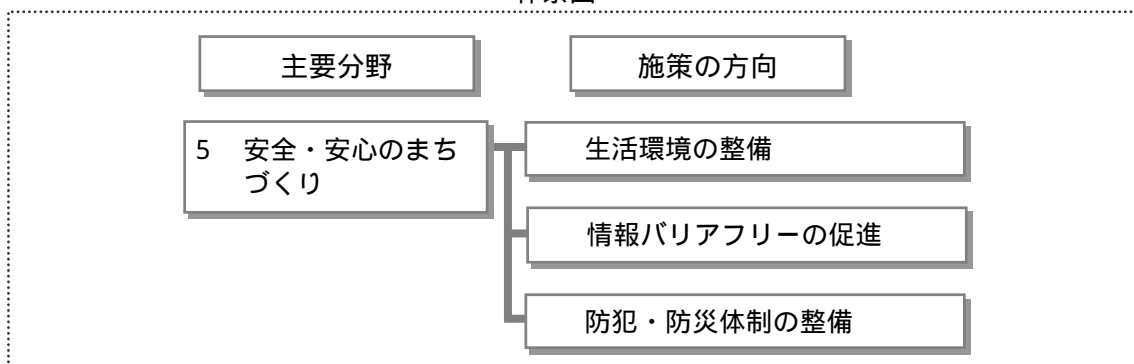 主要分野
施策の方向
5 安全・安心のまち
づくり
生活環境の整備
情報バリアフリーの促進
防犯・防災体制の整備